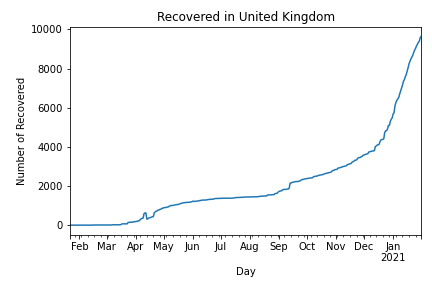 Recovered in United Kingdom
Number of Recovered
10000
8000
6000
4000
2000
0
Feb Mar Apr May Jun Jul Aug Sep Oct Nov Dec Jan
2021
Day